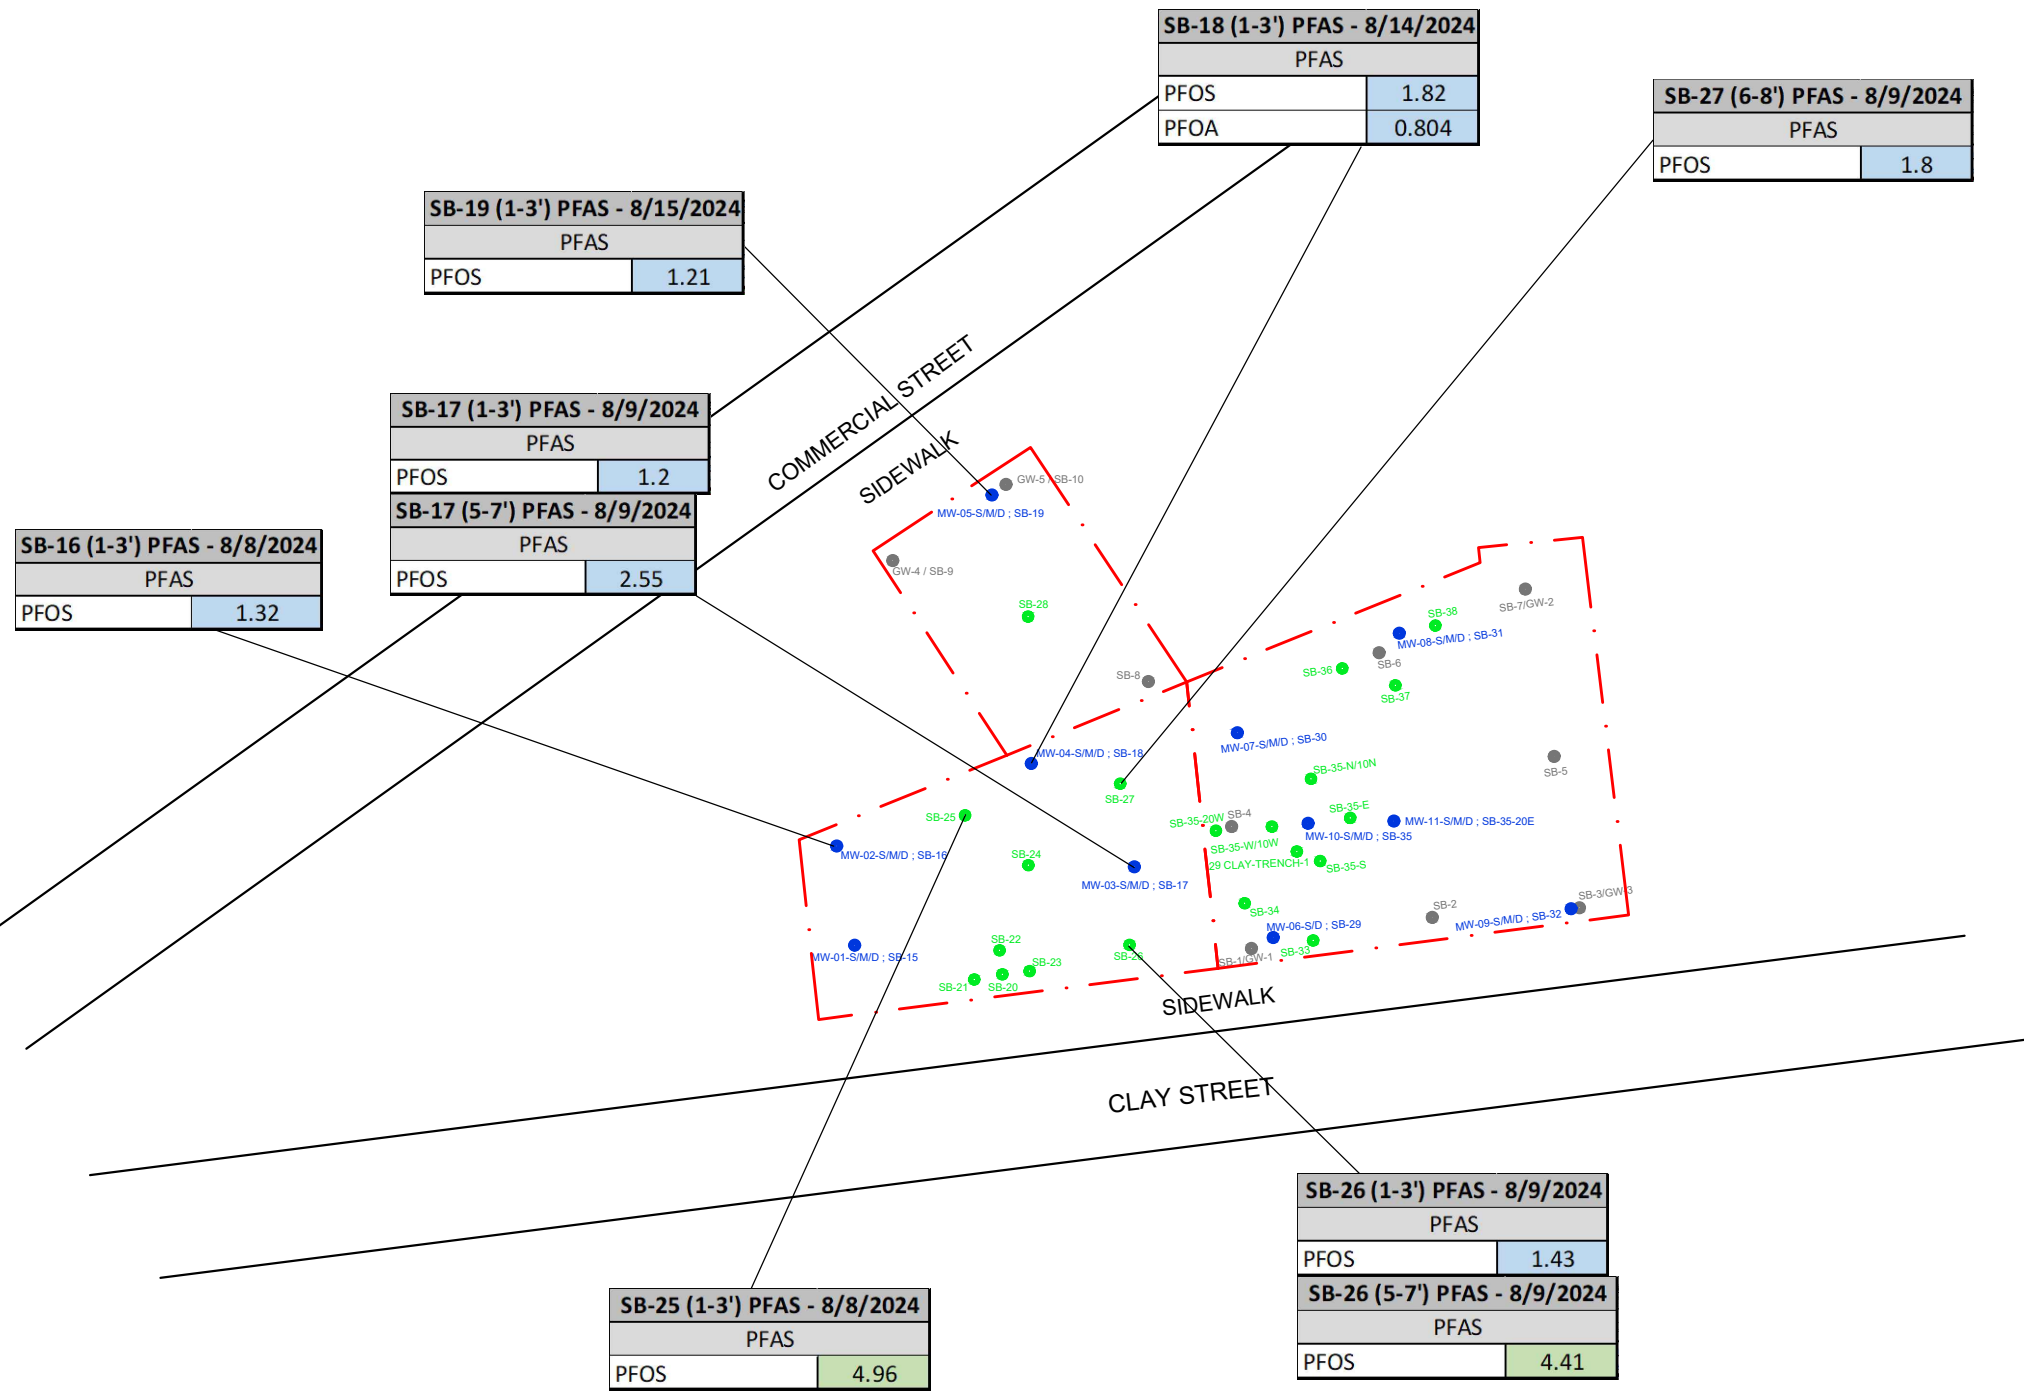 SB-18 (1-3') PFAS - 8/14/2024
PFAS
PFOS 1.82
PFOA 0.804
SB-27 (6-8') PFAS - 8/9/2024
PFAS
PFOS 1.8
SB-19 (1-3') PFAS - 8/15/2024
PFAS
PFOS 1.21
SB-17 (1-3') PFAS - 8/9/2024
PFAS
PFOS 1.2
SB-17 (5-7') PFAS - 8/9/2024
PFAS
PFOS 2.55
SB-16 (1-3') PFAS - 8/8/2024
PFAS
PFOS 1.32
COMMERCIAL STREET
SIDEWALK
GW-5 / SB-10
MW-05-S/M/D ; SB-19
GW-4 / SB-9
SB-28
SB-8
SB-7/GW-2
SB-38
MW-08-S/M/D ; SB-31
SB-6
SB-36
SB-37
MW-07-S/M/D ; SB-30
MW-04-S/M/D ; SB-18
SB-27
SB-35-N/10N
SB-5
SB-25
SB-35-20W
SB-4
SB-35-E
MW-11-S/M/D ; SB-35-20E
MW-10-S/M/D ; SB-35
SB-35-W/10W
29 CLAY-TRENCH-1
SB-35-S
MW-02-S/M/D ; SB-16
SB-24
MW-03-S/M/D ; SB-17
SB-34
SB-2
SB-3/GW-3
MW-09-S/M/D ; SB-32
MW-06-S/D ; SB-29
SB-33
SB-1/GW-1
SB-22
SB-26
MW-01-S/M/D ; SB-15
SB-23
SB-21
SB-20
SIDEWALK
CLAY STREET
SB-26 (1-3') PFAS - 8/9/2024
PFAS
PFOS 1.43
SB-26 (5-7') PFAS - 8/9/2024
PFAS
PFOS 4.41
SB-25 (1-3') PFAS - 8/8/2024
PFAS
PFOS 4.96